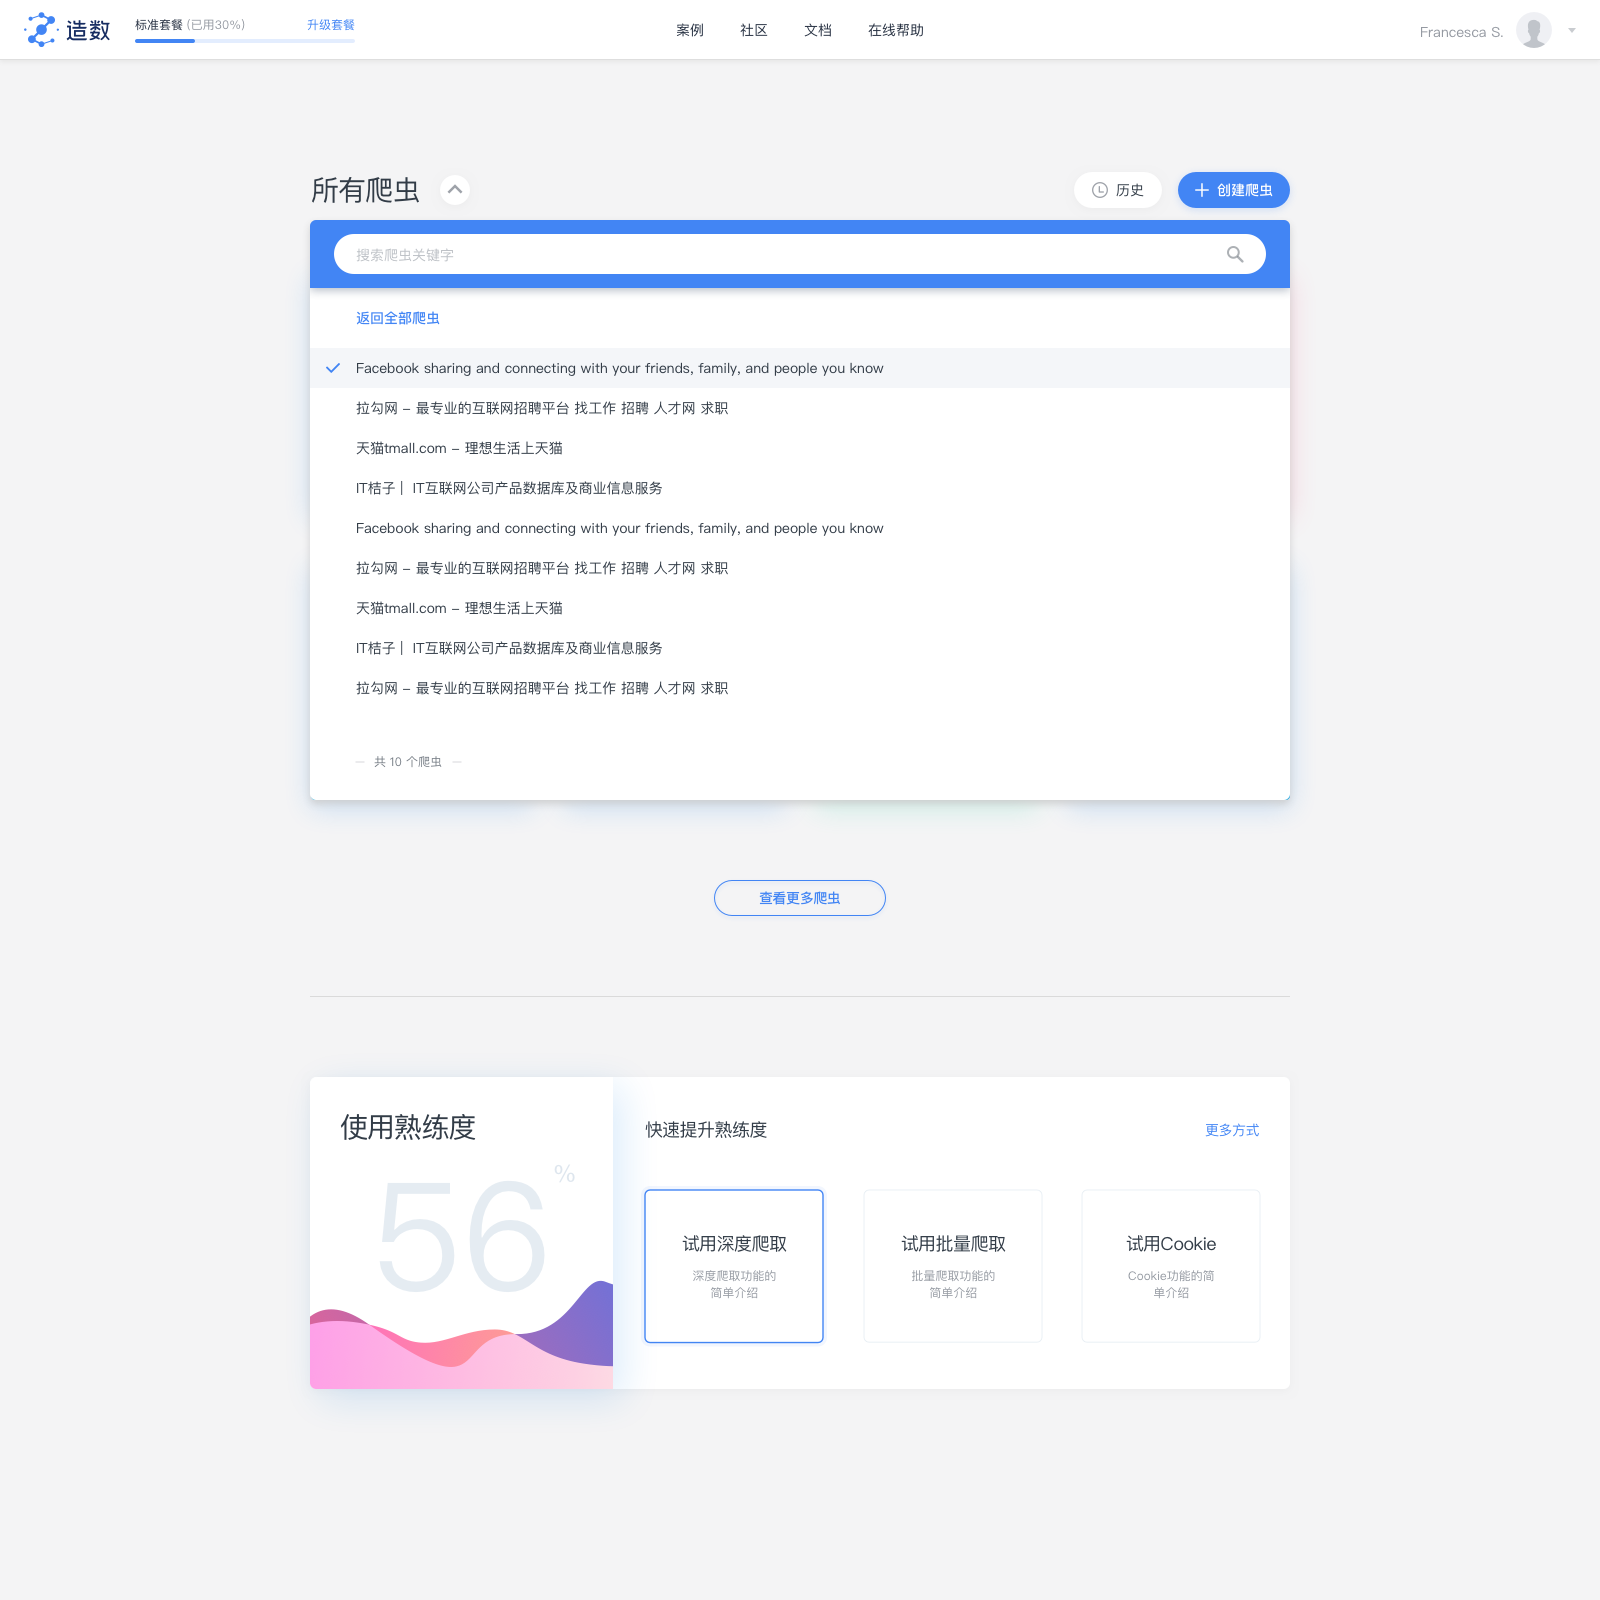 造数
标准套餐 (已用30%)
升级套餐
案例
社区
文档
在线帮助
Francesca S.
所有爬虫
历史
创建爬虫
搜索爬虫关键字
返回全部爬虫
Facebook sharing and connecting with your friends, family, and people you know
拉勾网 – 最专业的互联网招聘平台 找工作 招聘 人才网 求职
天猫tmall.com – 理想生活上天猫
IT桔子 | IT互联网公司产品数据库及商业信息服务
Facebook sharing and connecting with your friends, family, and people you know
拉勾网 – 最专业的互联网招聘平台 找工作 招聘 人才网 求职
天猫tmall.com – 理想生活上天猫
IT桔子 | IT互联网公司产品数据库及商业信息服务
拉勾网 – 最专业的互联网招聘平台 找工作 招聘 人才网 求职
— 共 10 个爬虫 —
查看更多爬虫
使用熟练度
56%
快速提升熟练度
更多方式
试用深度爬取
深度爬取功能的
简单介绍
试用批量爬取
批量爬取功能的
简单介绍
试用Cookie
Cookie功能的简
单介绍